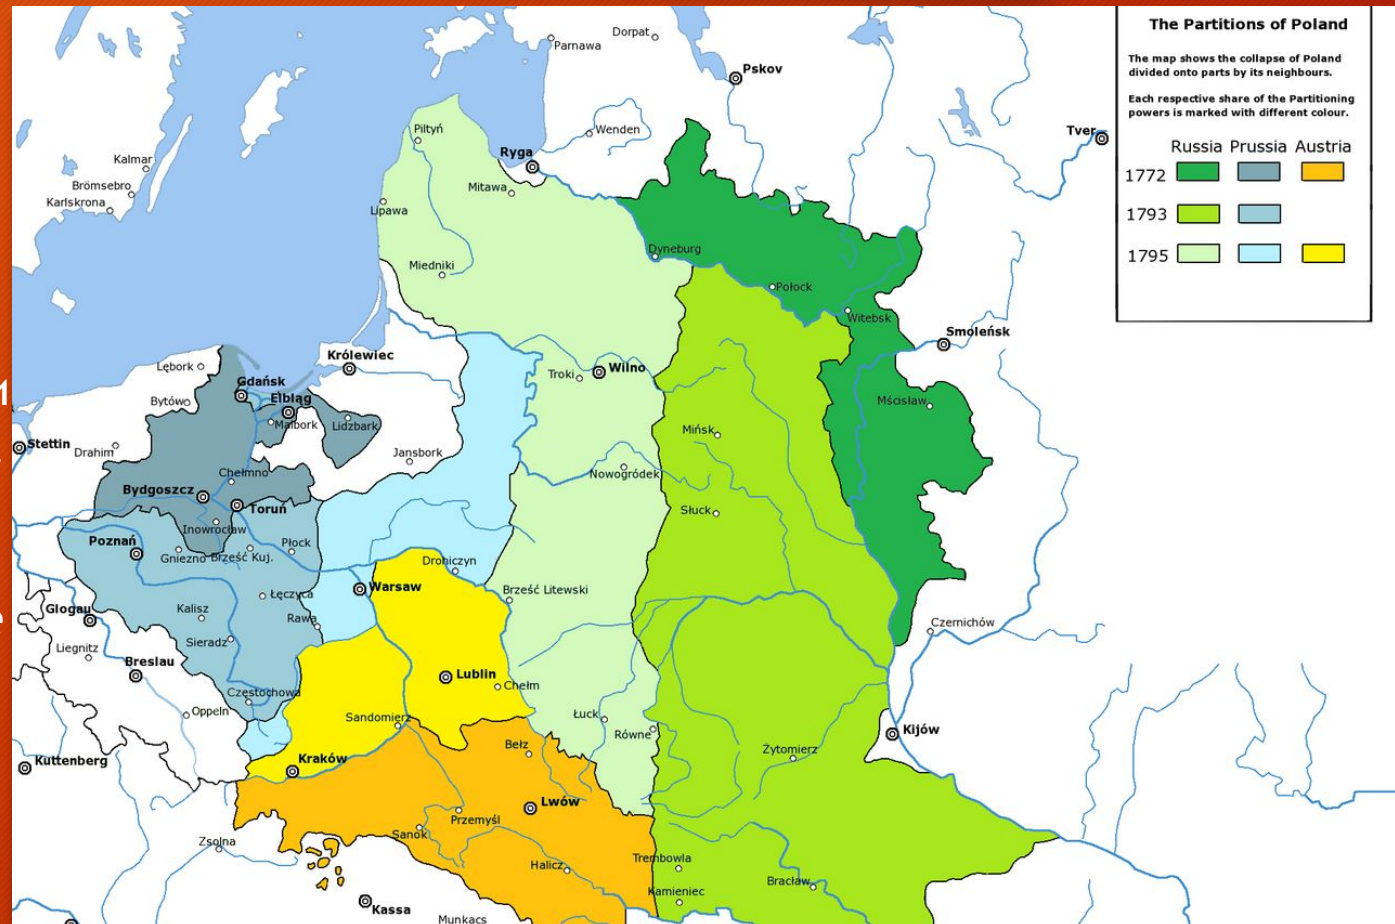 The Partitions of Poland
The map shows the collapse of Poland
divided onto parts by its neighbours.
Each respective share of the Partitioning
powers is marked with different colour.
Russia Prussia Austria
1772
1793
1795
Parnawa
Dorpat
Pskov
Tver
Piltyń
Wenden
Ryga
Kalmar
Brömsebro
Karlskrona
Mitawa
Lipawa
Dyneburg
Miedniki
Połock
Witebsk
Smoleńsk
Królewiec
Lębork
Troki
Wilno
Gdańsk
Elbląg
Bytów
Malbork
Lidzbark
Mścisław
Stettin
Drahim
Jansbork
Mińsk
Chełmno
Nowogródek
Bydgoszcz
Toruń
Słuck
Inowrocław
Poznań
Płock
Gniezno
Brześć Kuj.
Drohiczyn
Warsaw
Brześć Litewski
Łęczyca
Glogau
Kalisz
Rawa
Czernichów
Sieradz
Liegnitz
Breslau
Lublin
Chełm
Częstochowa
Oppeln
Sandomierz
Łuck
Równe
Kijów
Bełz
Żytomierz
Kuttenberg
Kraków
Lwów
Przemyśl
Sanok
Zsolna
Halicz
Trembowla
Bracław
Kamieniec
Kassa
Munkacs